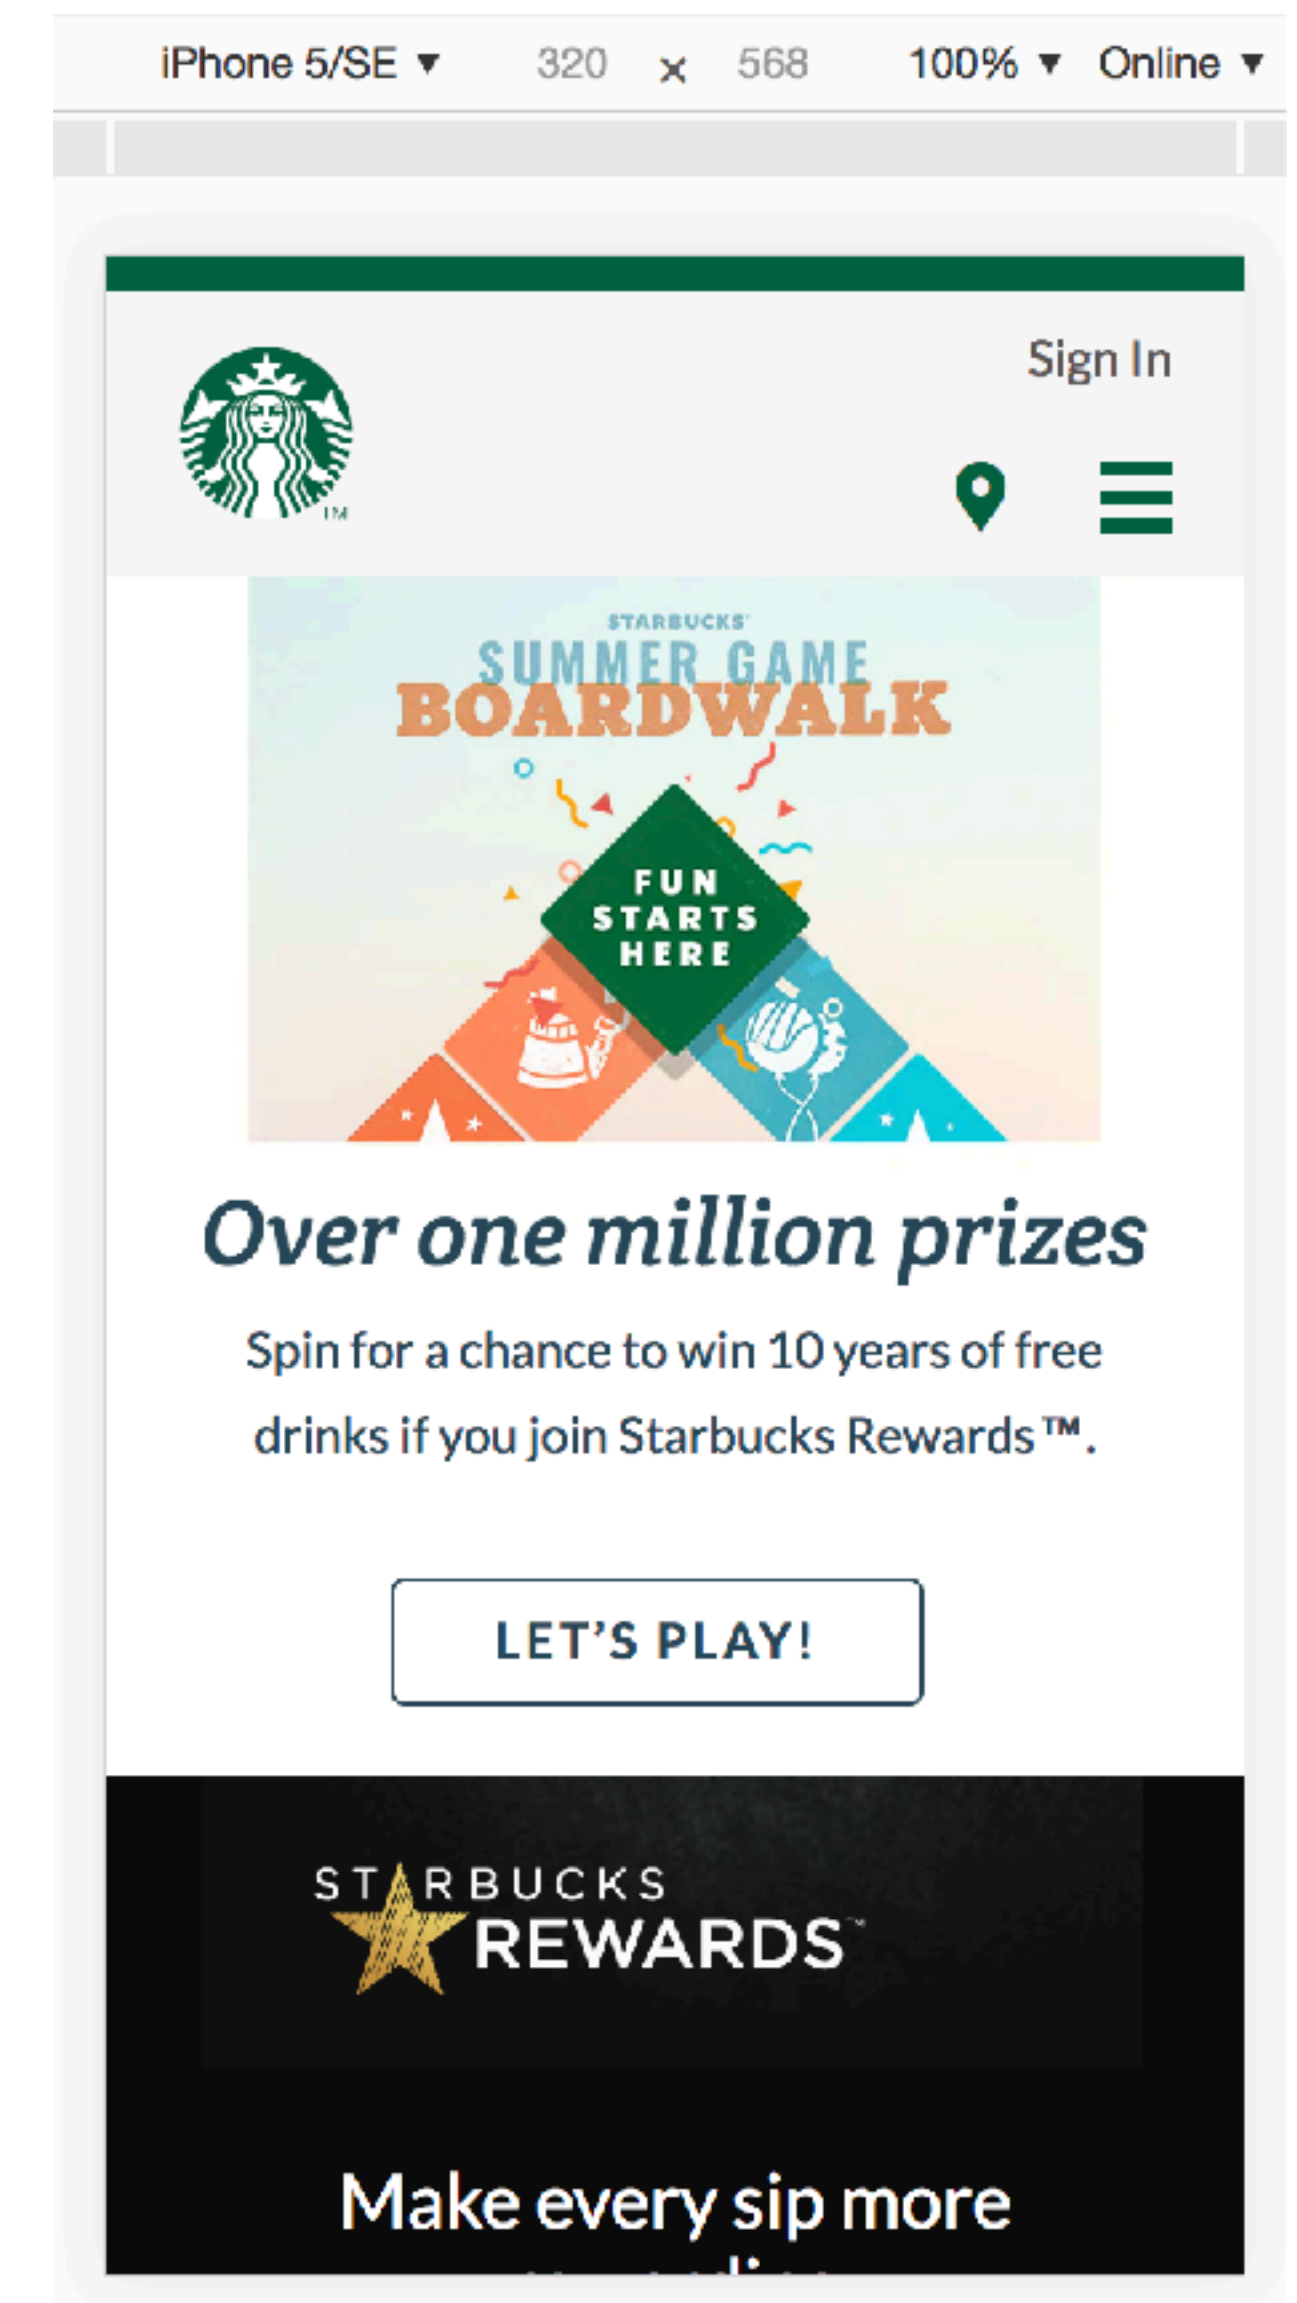 iPhone 5/SE ▼ 320 × 568 100% ▼ Online ▼
Sign In
TM
STARBUCKS®
SUMMER GAME
BOARDWALK
FUN
STARTS
HERE
Over one million prizes
Spin for a chance to win 10 years of free
drinks if you join Starbucks Rewards™.
LET’S PLAY!
STARBUCKS
REWARDS™
Make every sip more